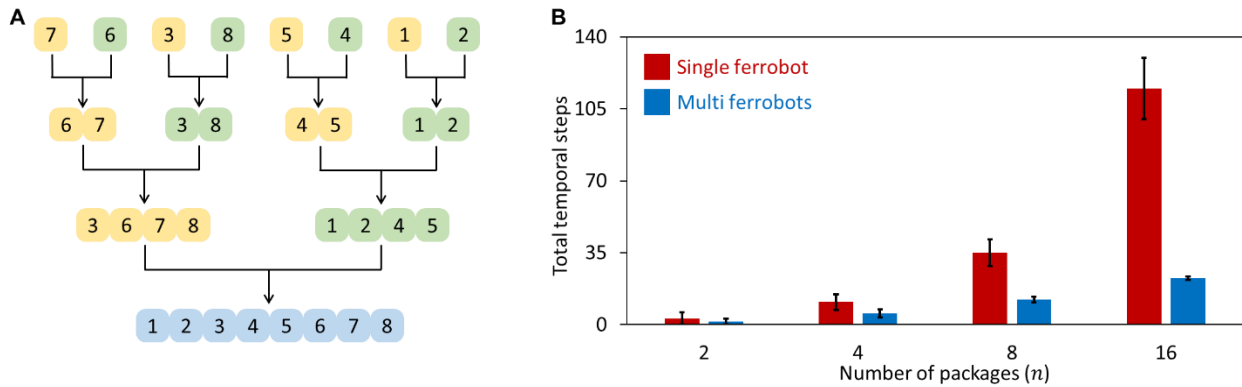 A
7 6 3 8 5 4 1 2
6 7 3 8 4 5 1 2
3 6 7 8 1 2 4 5
1 2 3 4 5 6 7 8
B
Total temporal steps
140
105
70
35
0
Single ferrobot
Multi ferrobots
2 4 8 16
Number of packages (n)